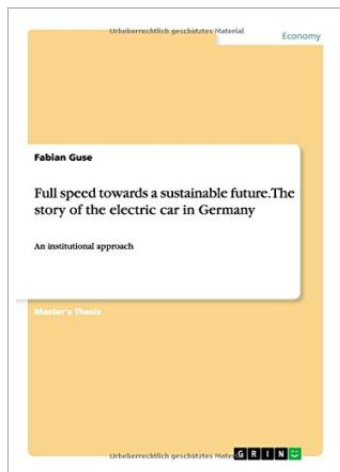 Urheberrechtlich geschütztes Material
Economy
Fabian Guse
Full speed towards a sustainable future. The
story of the electric car in Germany
An institutional approach
Master's Thesis
Urheberrechtlich geschütztes Mate
GRIN